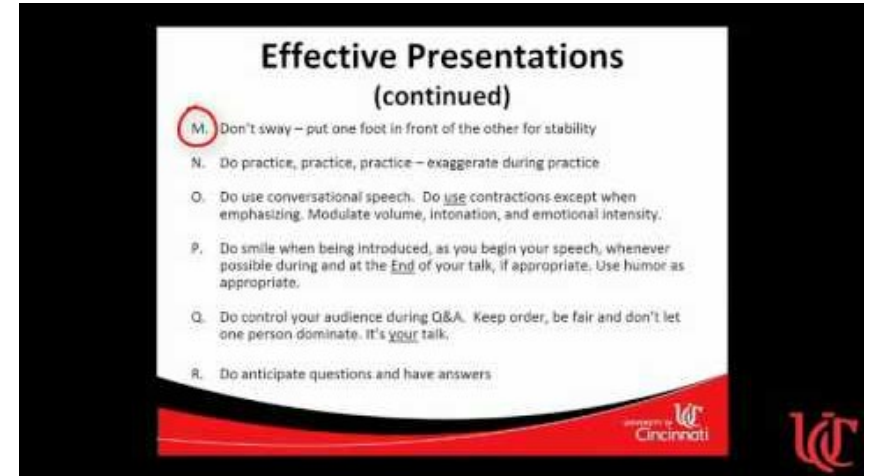 Effective Presentations
(continued)
M. Don't sway – put one foot in front of the other for stability
N. Do practice, practice, practice – exaggerate during practice
O. Do use conversational speech. Do use contractions except when
emphasizing. Modulate volume, intonation, and emotional intensity.
P. Do smile when being introduced, as you begin your speech, whenever
possible during and at the End of your talk, if appropriate. Use humor as
appropriate.
Q. Do control your audience during Q&A. Keep order, be fair and don't let
one person dominate. It's your talk.
R. Do anticipate questions and have answers
UNIVERSITY OF
UC
Cincinnati
UC